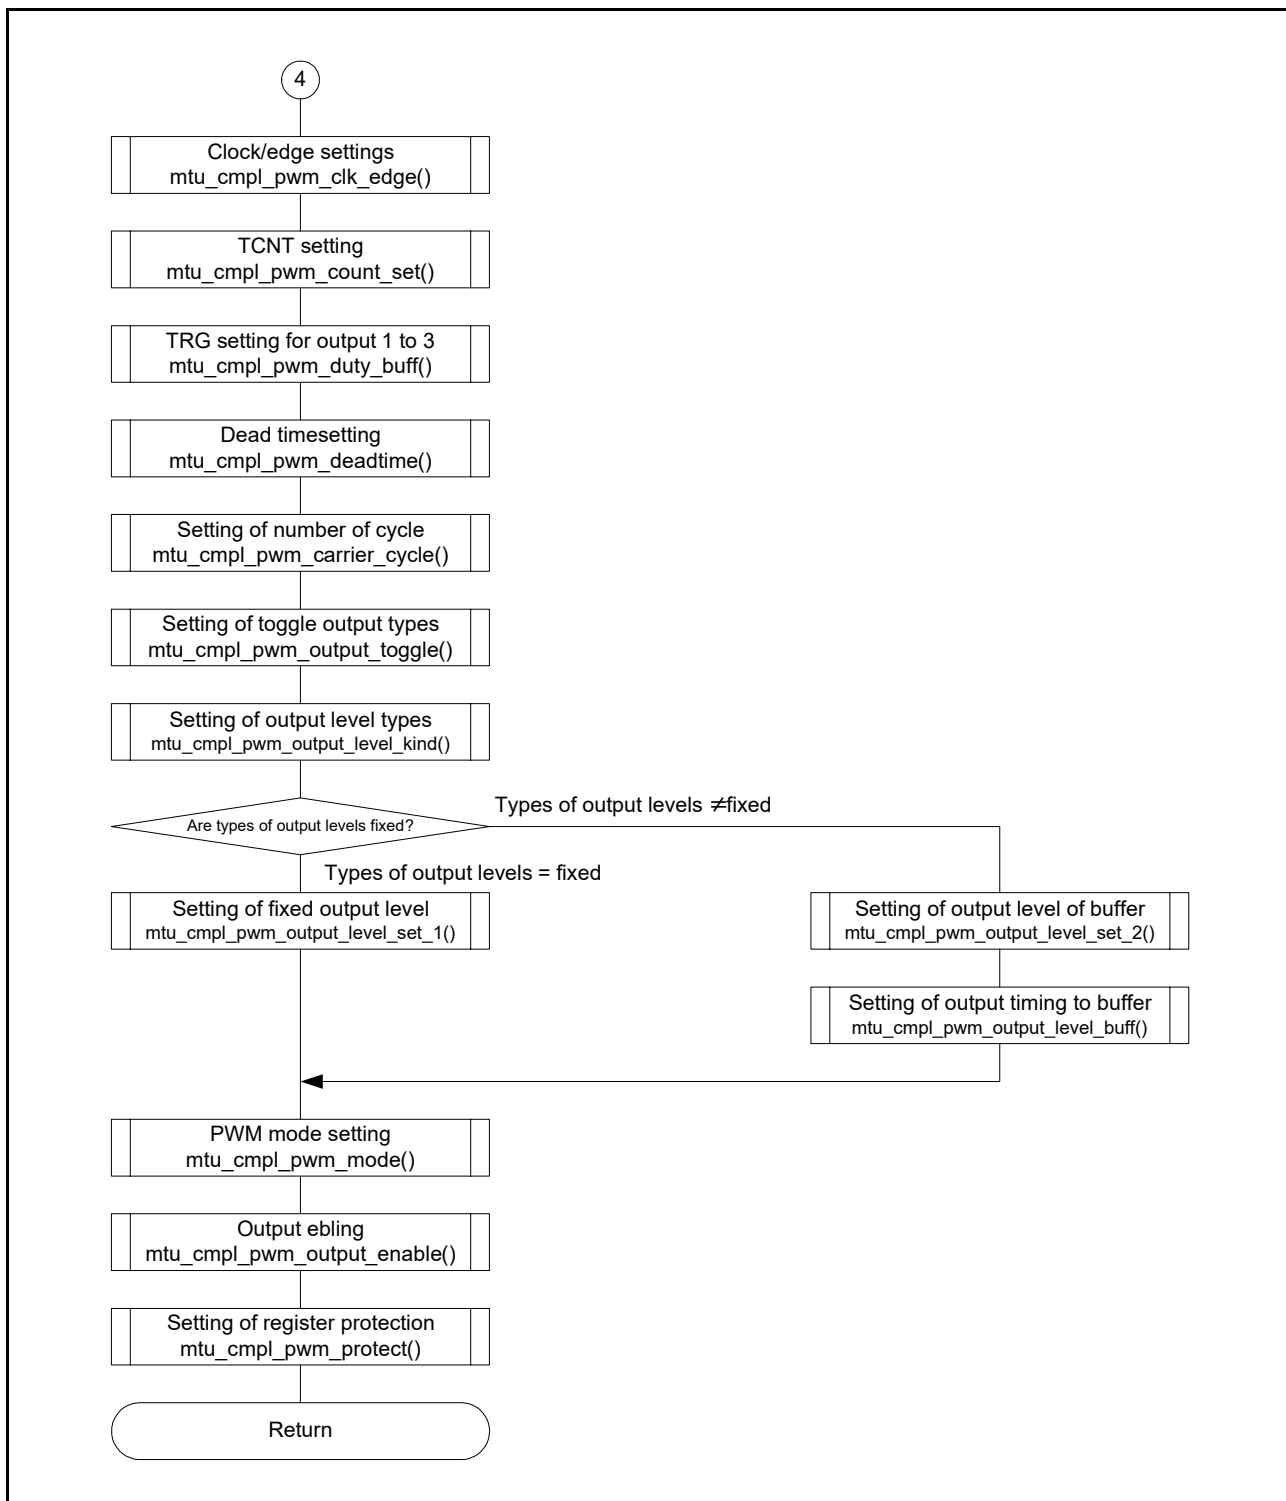 4
Clock/edge settings
mtu_cmpl_pwm_clk_edge()
TCNT setting
mtu_cmpl_pwm_count_set()
TRG setting for output 1 to 3
mtu_cmpl_pwm_duty_buff()
Dead timesetting
mtu_cmpl_pwm_deadtime()
Setting of number of cycle
mtu_cmpl_pwm_carrier_cycle()
Setting of toggle output types
mtu_cmpl_pwm_output_toggle()
Setting of output level types
mtu_cmpl_pwm_output_level_kind()
Types of output levels ≠fixed
Are types of output levels fixed?
Types of output levels = fixed
Setting of fixed output level
mtu_cmpl_pwm_output_level_set_1()
Setting of output level of buffer
mtu_cmpl_pwm_output_level_set_2()
Setting of output timing to buffer
mtu_cmpl_pwm_output_level_buff()
PWM mode setting
mtu_cmpl_pwm_mode()
Output ebling
mtu_cmpl_pwm_output_enable()
Setting of register protection
mtu_cmpl_pwm_protect()
Return